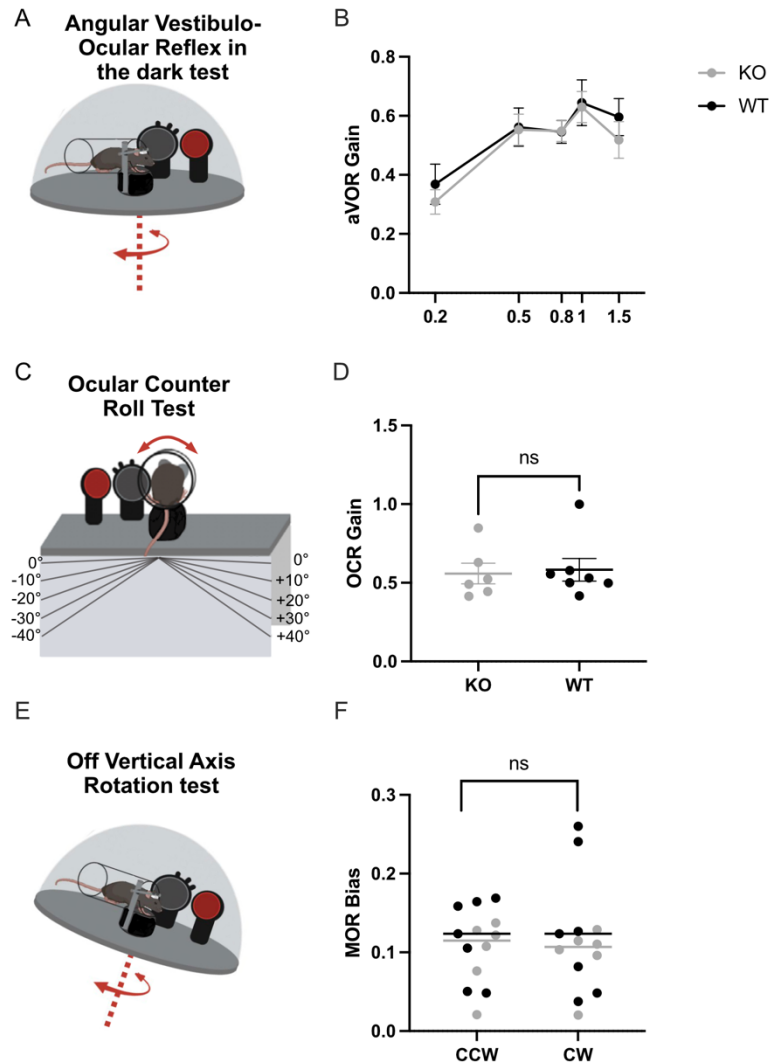 A
Angular Vestibulo-
Ocular Reflex in
the dark test
B
aVOR Gain
0.8
0.6
0.4
0.2
0.0
0.2 0.5 0.8 1 1.5
KO
WT
C
Ocular Counter
Roll Test
0° 0°
-10° +10°
-20° +20°
-30° +30°
-40° +40°
D
OCR Gain
1.5
1.0
0.5
0.0
ns
KO WT
E
Off Vertical Axis
Rotation test
F
MOR Bias
0.3
0.2
0.1
0.0
ns
CCW CW